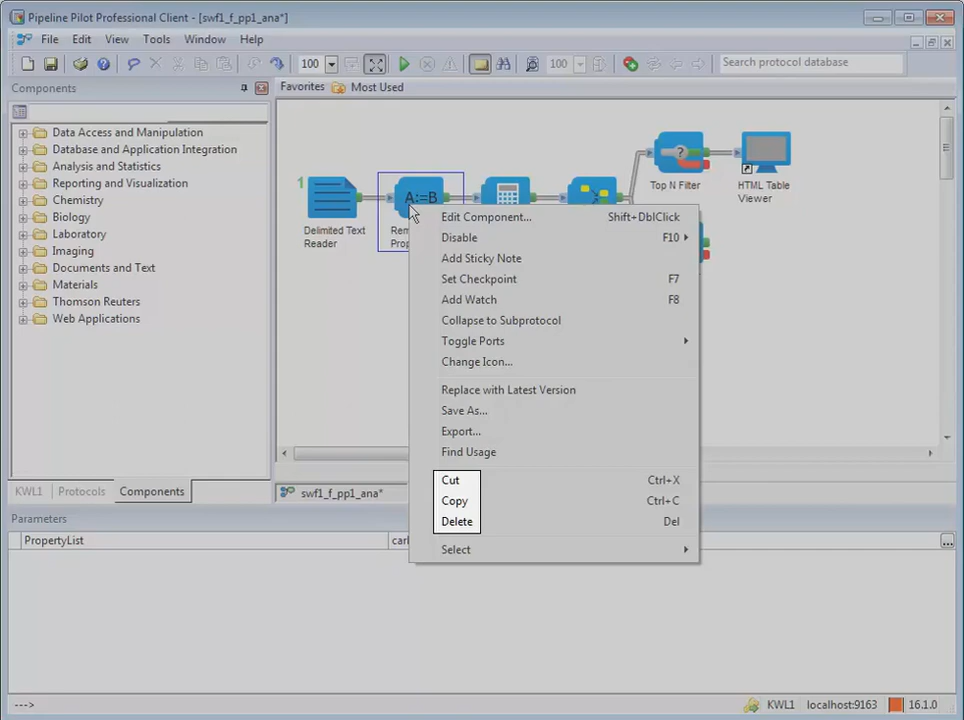 Pipeline Pilot Professional Client - [swf1_f_pp1_ana*]
File Edit View Tools Window Help
100 100 Search protocol database
Components
Favorites Most Used
Data Access and Manipulation
Database and Application Integration
Analysis and Statistics
Reporting and Visualization
Chemistry
Biology
Laboratory
Imaging
Documents and Text
Materials
Thomson Reuters
Web Applications
1
A:=B
?
Top N Filter
HTML Table
Viewer
Delimited Text
Reader
Edit Component... Shift+DblClick
Disable F10
Add Sticky Note
Set Checkpoint F7
Add Watch F8
Collapse to Subprotocol
Toggle Ports
Change Icon...
Replace with Latest Version
Save As...
Export...
Find Usage
Cut Ctrl+X
Copy Ctrl+C
Delete Del
Select
KWL1 Protocols Components
swf1_f_pp1_ana*
Parameters
PropertyList
...
---> KWL1 localhost:9163 16.1.0